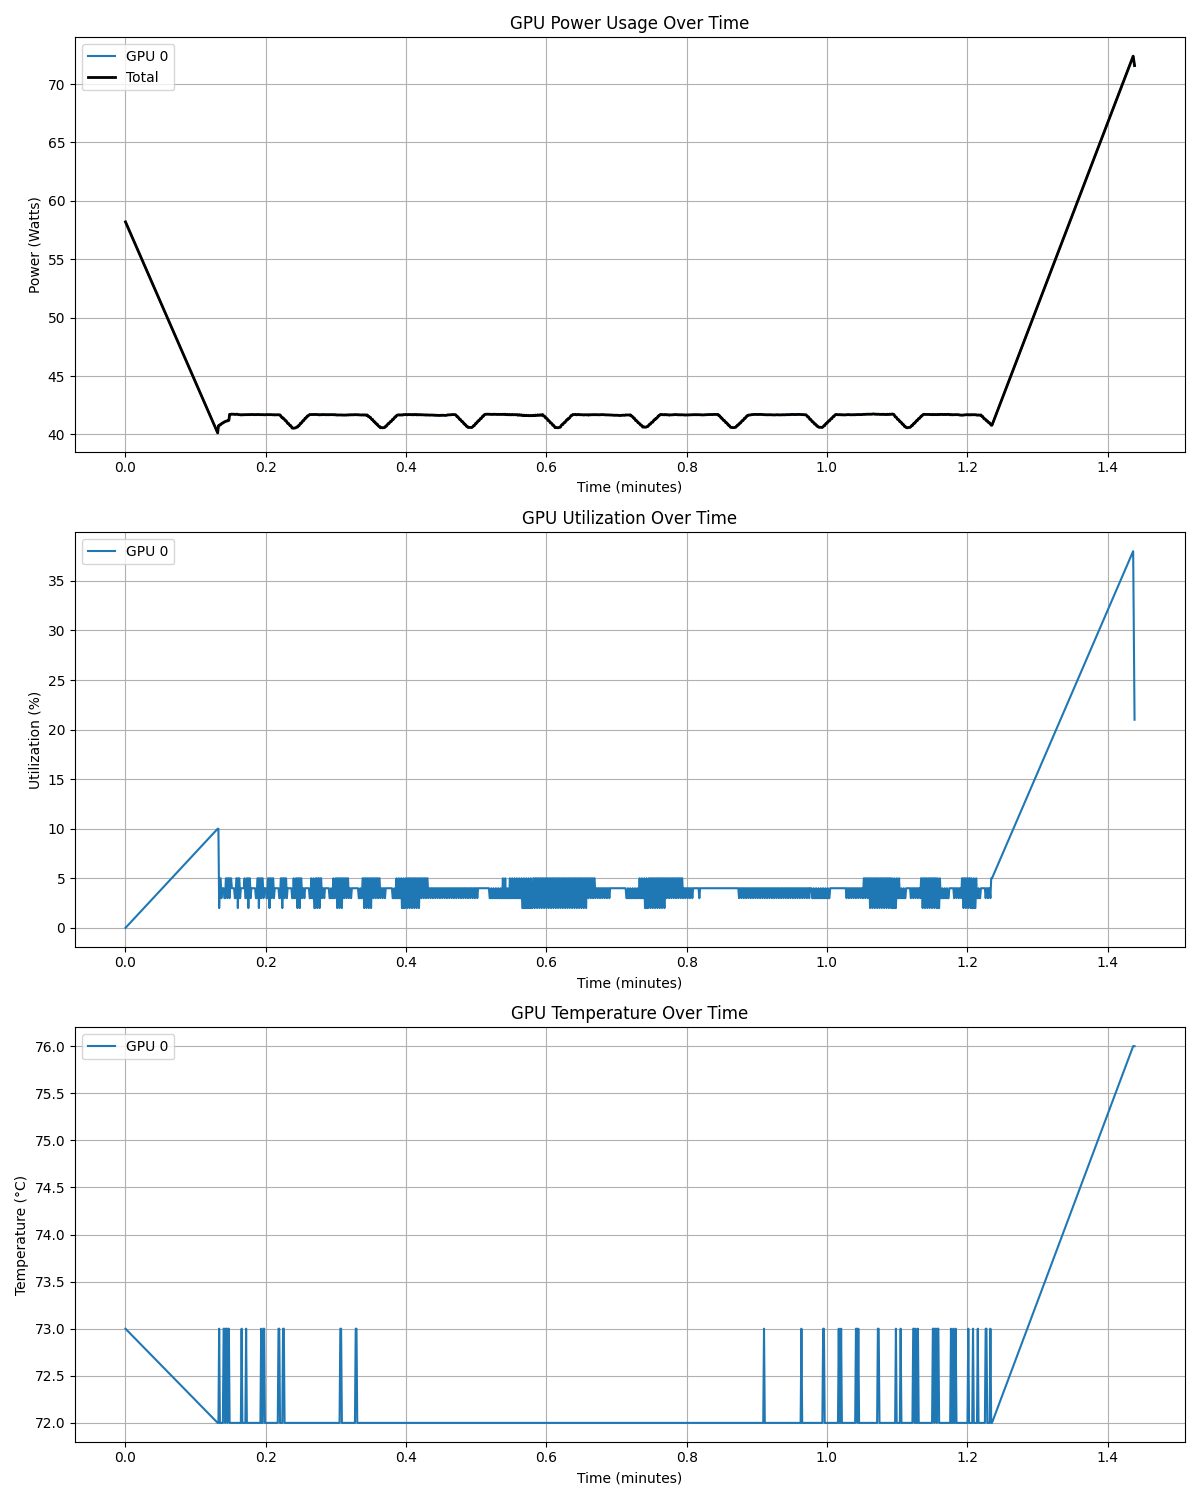 GPU Power Usage Over Time
GPU 0
Total
Power (Watts)
70
65
60
55
50
45
40
0.0 0.2 0.4 0.6 0.8 1.0 1.2 1.4
Time (minutes)
GPU Utilization Over Time
GPU 0
Utilization (%)
35
30
25
20
15
10
5
0
0.0 0.2 0.4 0.6 0.8 1.0 1.2 1.4
Time (minutes)
GPU Temperature Over Time
GPU 0
Temperature (°C)
76.0
75.5
75.0
74.5
74.0
73.5
73.0
72.5
72.0
0.0 0.2 0.4 0.6 0.8 1.0 1.2 1.4
Time (minutes)